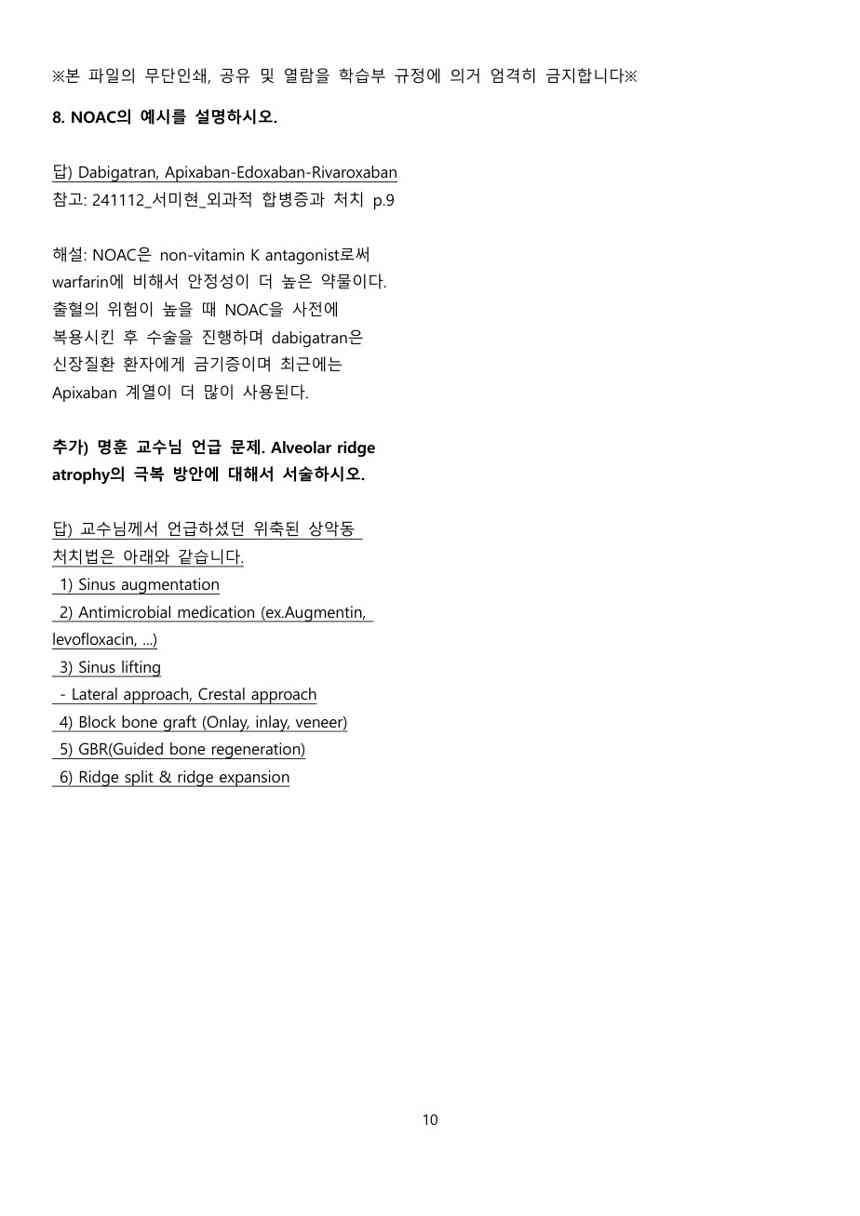 ※본 파일의 무단인쇄, 공유 및 열람을 학습부 규정에 의거 엄격히 금지합니다※
8. NOAC의 예시를 설명하시오.
답) Dabigatran, Apixaban-Edoxaban-Rivaroxaban
참고: 241112_서미현_외과적 합병증과 처치 p.9
해설: NOAC은 non-vitamin K antagonist로써
warfarin에 비해서 안정성이 더 높은 약물이다.
출혈의 위험이 높을 때 NOAC을 사전에
복용시킨 후 수술을 진행하며 dabigatran은
신장질환 환자에게 금기증이며 최근에는
Apixaban 계열이 더 많이 사용된다.
추가) 명훈 교수님 언급 문제. Alveolar ridge
atrophy의 극복 방안에 대해서 서술하시오.
답) 교수님께서 언급하셨던 위축된 상악동
처치법은 아래와 같습니다.
1) Sinus augmentation
2) Antimicrobial medication (ex.Augmentin,
levofloxacin, ...)
3) Sinus lifting
- Lateral approach, Crestal approach
4) Block bone graft (Onlay, inlay, veneer)
5) GBR(Guided bone regeneration)
6) Ridge split & ridge expansion
10